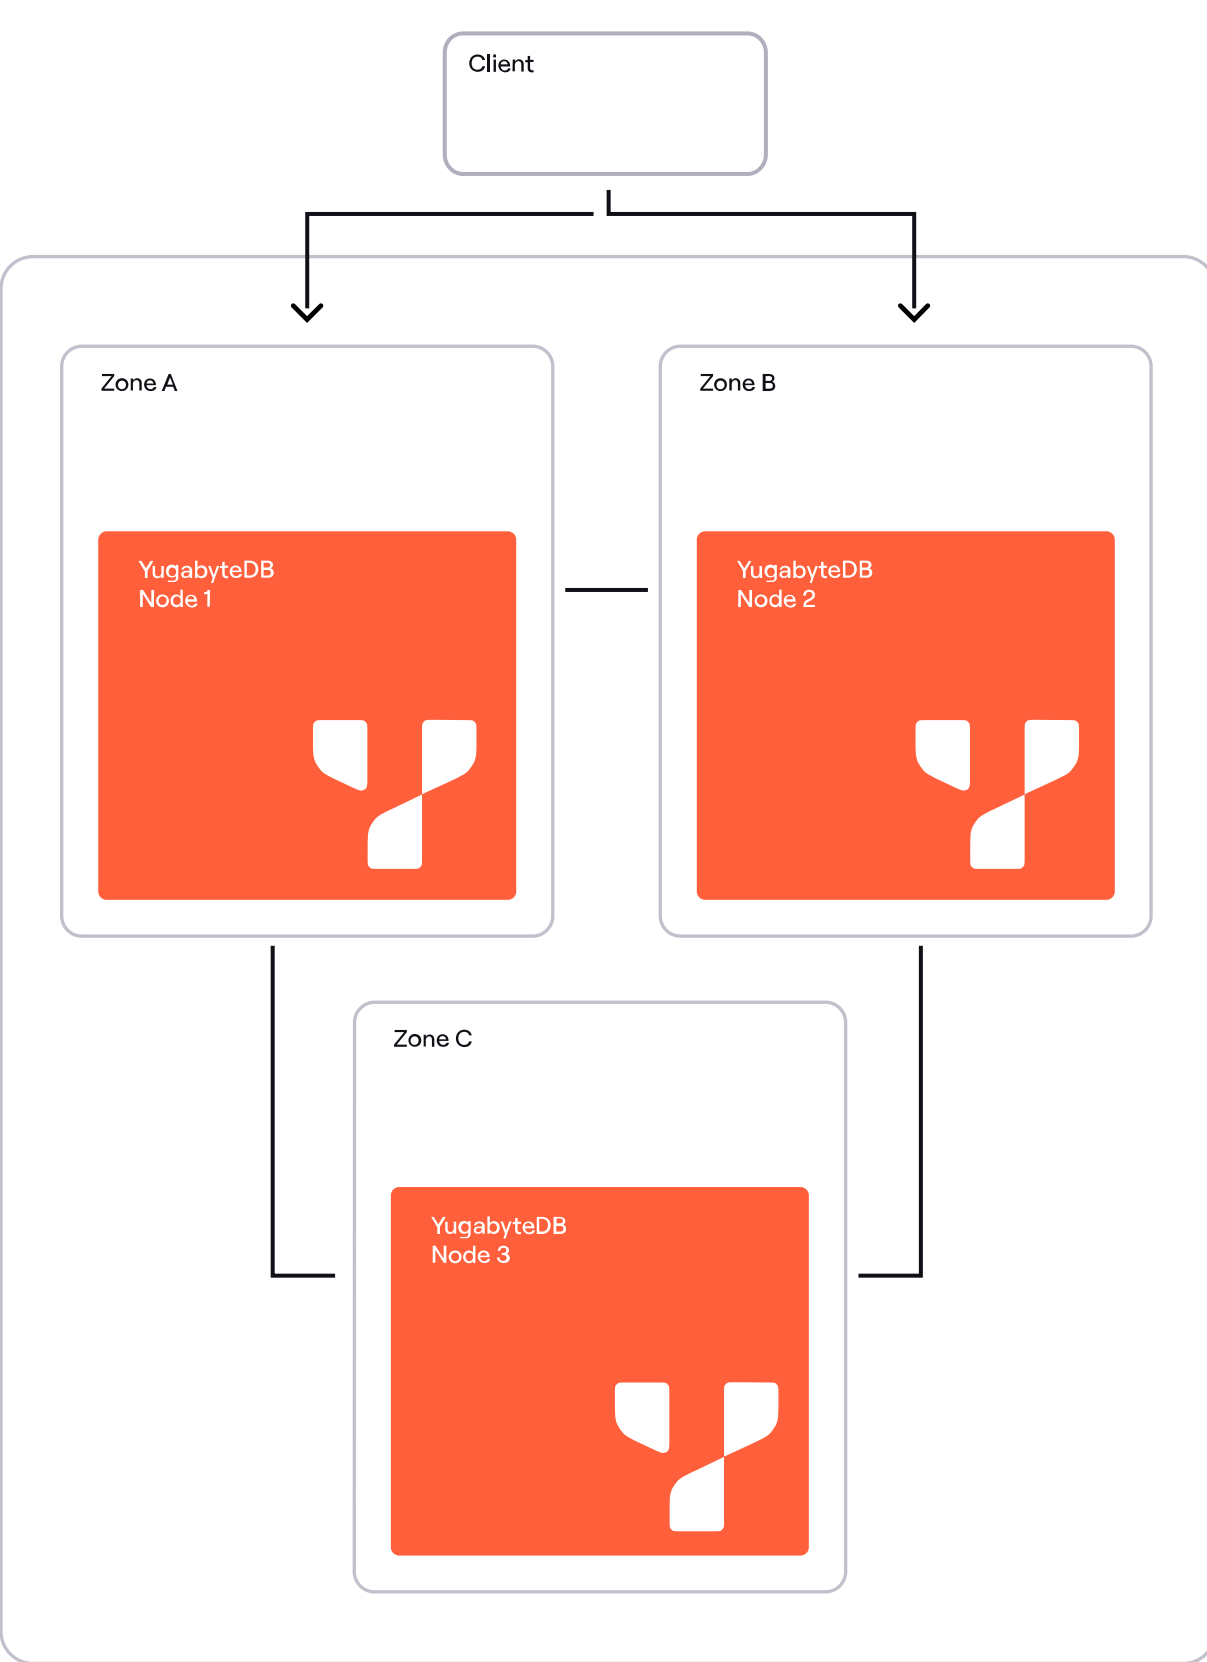 Client
Zone A
YugabyteDB
Node 1
Zone B
YugabyteDB
Node 2
Zone C
YugabyteDB
Node 3